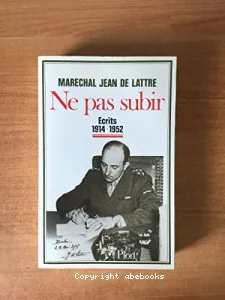 MARECHAL JEAN DE LATTRE
Ne pas subir
Ecrits
1914-1952
Plon
Copyright abebooks